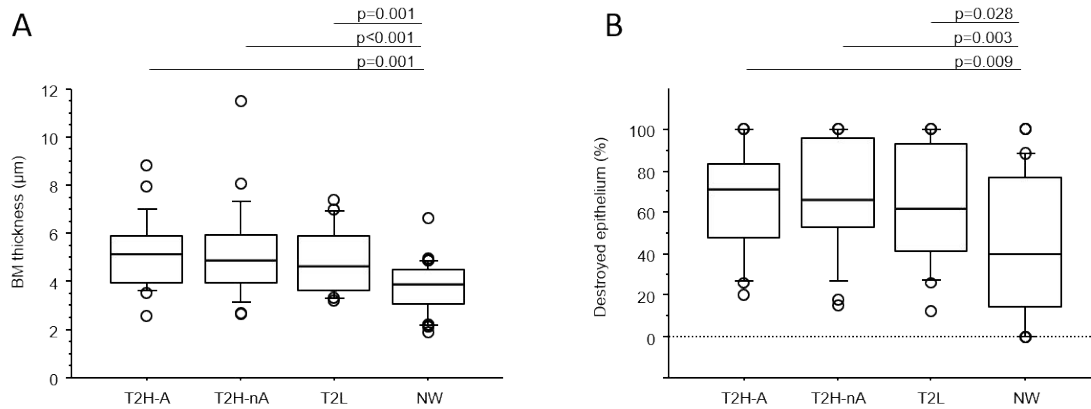 A
p=0.001
p<0.001
p=0.001
BM thickness (µm)
12
10
8
6
4
2
0
T2H-A T2H-nA T2L NW
B
p=0.028
p=0.003
p=0.009
Destroyed epithelium (%)
100
80
60
40
20
0
T2H-A T2H-nA T2L NW